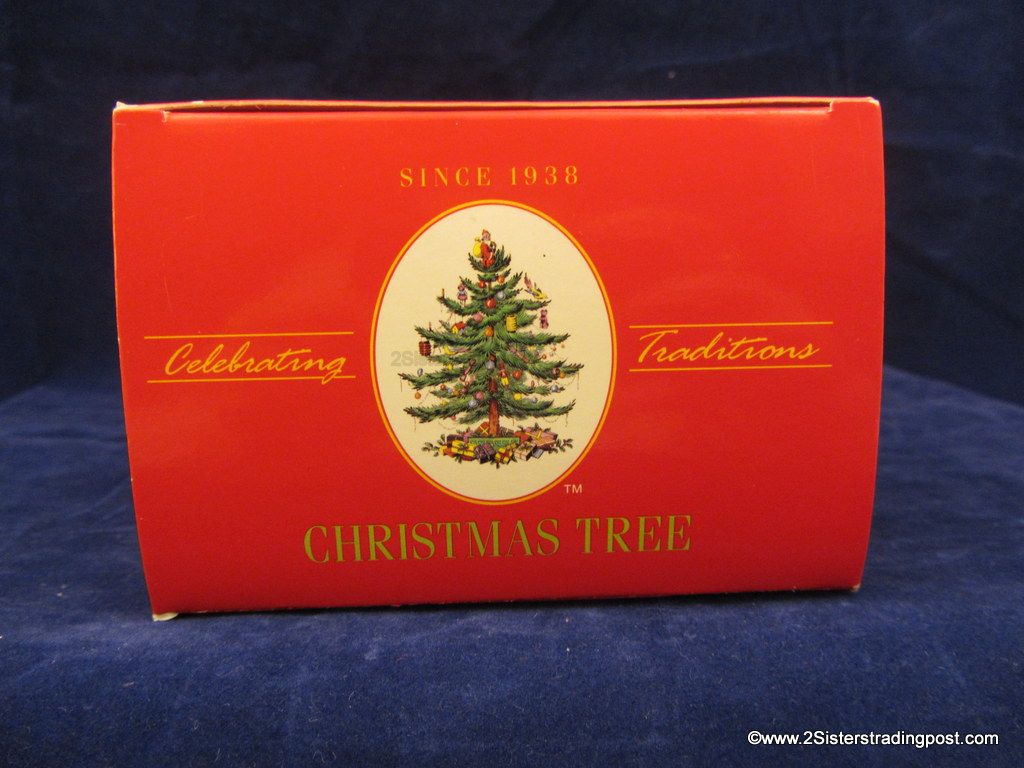 SINCE 1938
Celebrating
Traditions
TM
CHRISTMAS TREE
©www.2Sisterstradingpost.com